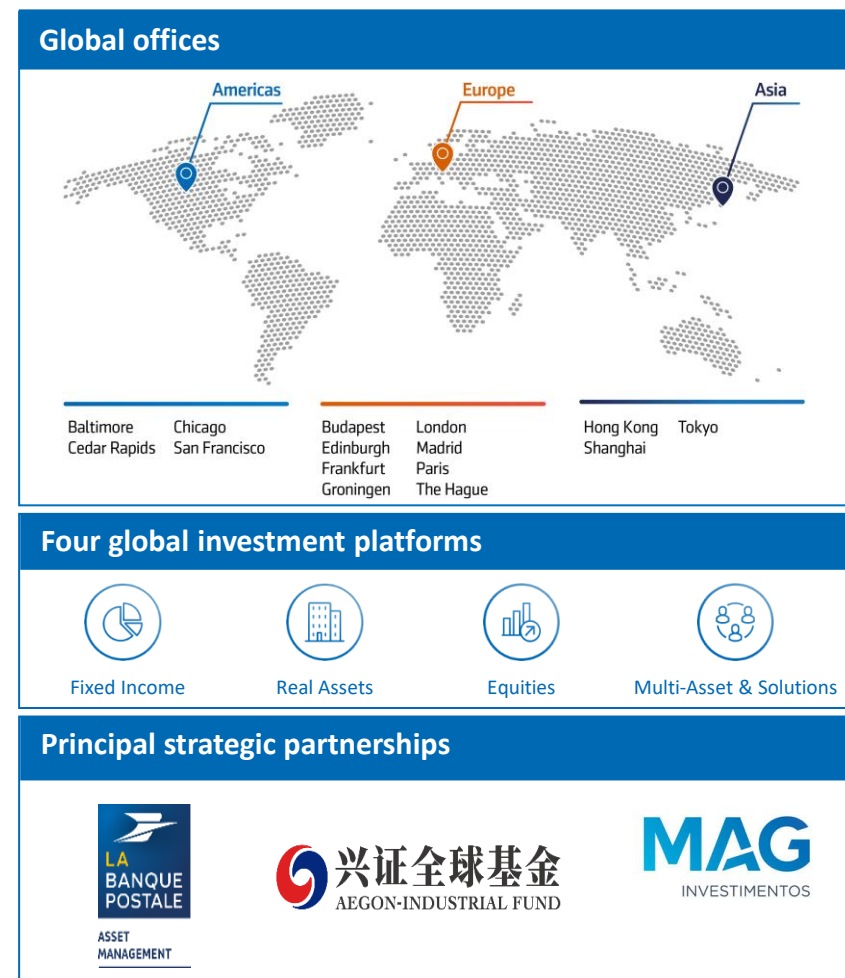 Global offices
Americas
Europe
Asia
Baltimore Chicago
Cedar Rapids San Francisco
Budapest London
Edinburgh Madrid
Frankfurt Paris
Groningen The Hague
Hong Kong Tokyo
Shanghai
Four global investment platforms
Fixed Income
Real Assets
Equities
Multi-Asset & Solutions
Principal strategic partnerships
LA
BANQUE
POSTALE
ASSET
MANAGEMENT
兴证全球基金
AEGON-INDUSTRIAL FUND
MAG
INVESTIMENTOS